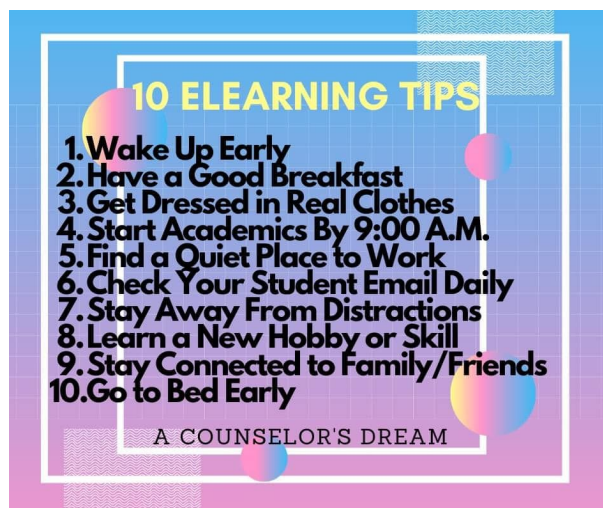 10 ELEARNING TIPS
1. Wake Up Early
2. Have a Good Breakfast
3. Get Dressed in Real Clothes
4. Start Academics By 9:00 A.M.
5. Find a Quiet Place to Work
6. Check Your Student Email Daily
7. Stay Away From Distractions
8. Learn a New Hobby or Skill
9. Stay Connected to Family/Friends
10. Go to Bed Early
A COUNSELOR'S DREAM